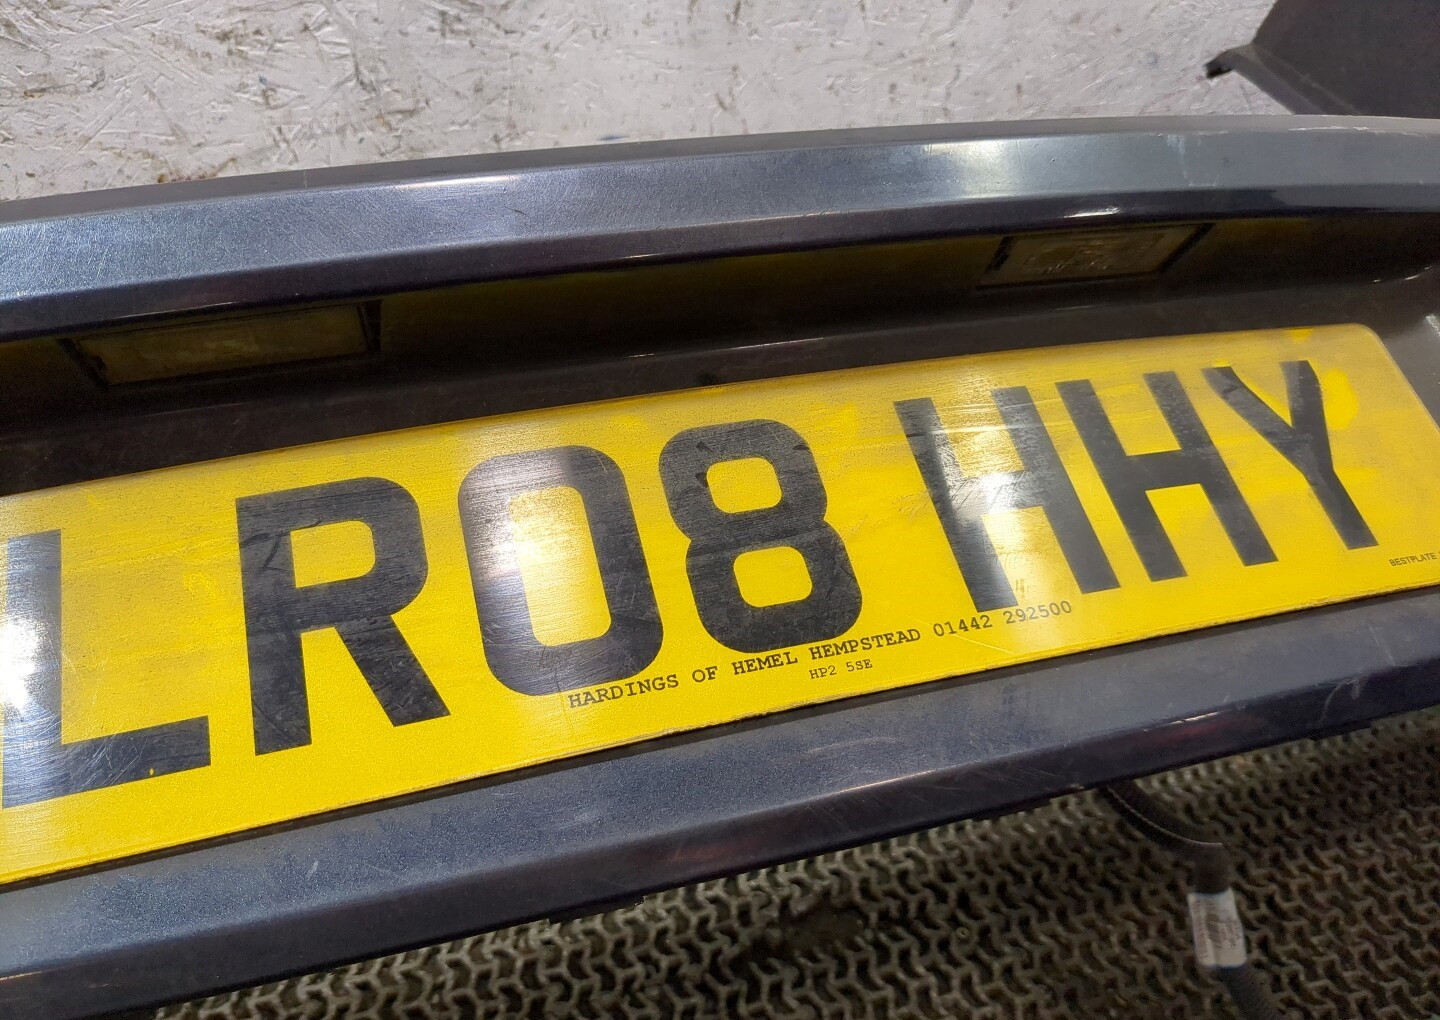 LR08 HHY
BESTPLATE
HARDINGS OF HEMEL HEMPSTEAD 01442 292500
HP2 5SE